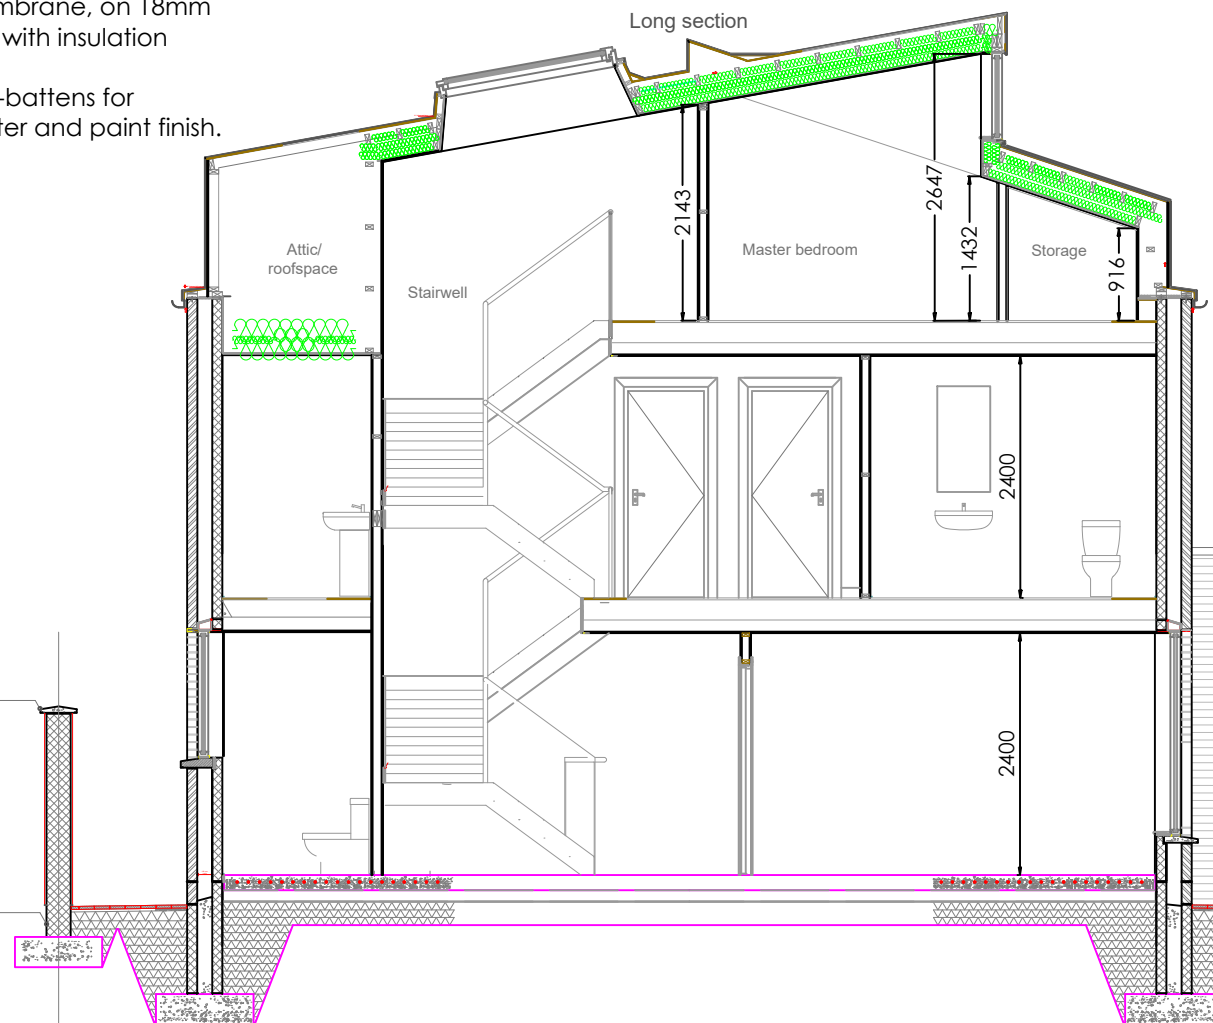 mbrane, on 18mm
with insulation
-battens for
ter and paint finish.
Long section
2143
2647
1432
916
Attic/
roofspace
Stairwell
Master bedroom
Storage
2400
2400